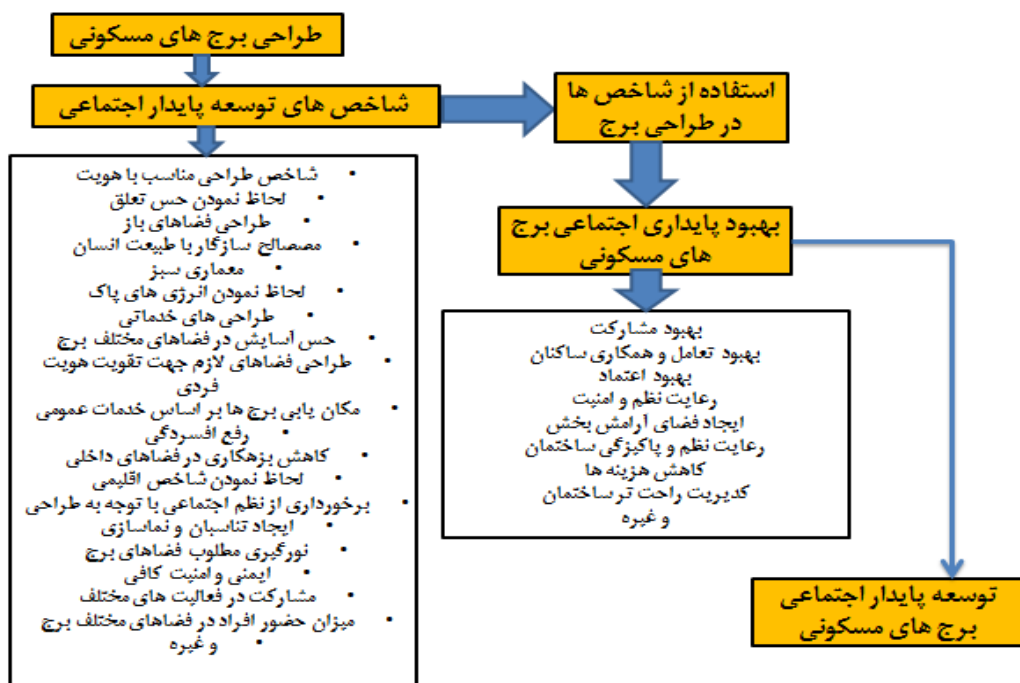 طراحی برج های مسکونی
شاخص های توسعه پایدار اجتماعی
استفاده از شاخص ها
در طراحی برج
• شاخص طراحی مناسب با هویت
• لحاظ نمودن حس تعلق
• طراحی فضاهای باز
• مصصالح سازگار با طبیعت انسان
• معماری سبز
• لحاظ نمودن انرژی های پاک
• طراحی های خدماتی
• حس آسایش در فضاهای مختلف برج
• طراحی فضاهای لازم جهت تقویت هویت
فردی
• مکان یابی برج ها بر اساس خدمات عمومی
• رفع افسردگی
• کاهش بزهکاری در فضاهای داخلی
• لحاظ نمودن شاخص اقلیمی
• برخورداری از نظم اجتماعی با توجه به طراحی
• ایجاد تناسبان و نماسازی
• نورگیری مطلوب فضاهای برج
• ایمنی و امنیت کافی
• مشارکت در فعالیت های مختلف
• میزان حضور افراد در فضاهای مختلف برج
• و غیره
بهبود پایداری اجتماعی برج
های مسکونی
بهبود مشارکت
بهبود تعامل و همکاری ساکنان
بهبود اعتماد
رعایت نظم و امنیت
ایجاد فضای آرامش بخش
رعایت نظم و پاکیزگی ساختمان
کاهش هزینه ها
کدیریت راحت تر ساختمان
و غیره
توسعه پایدار اجتماعی
برج های مسکونی